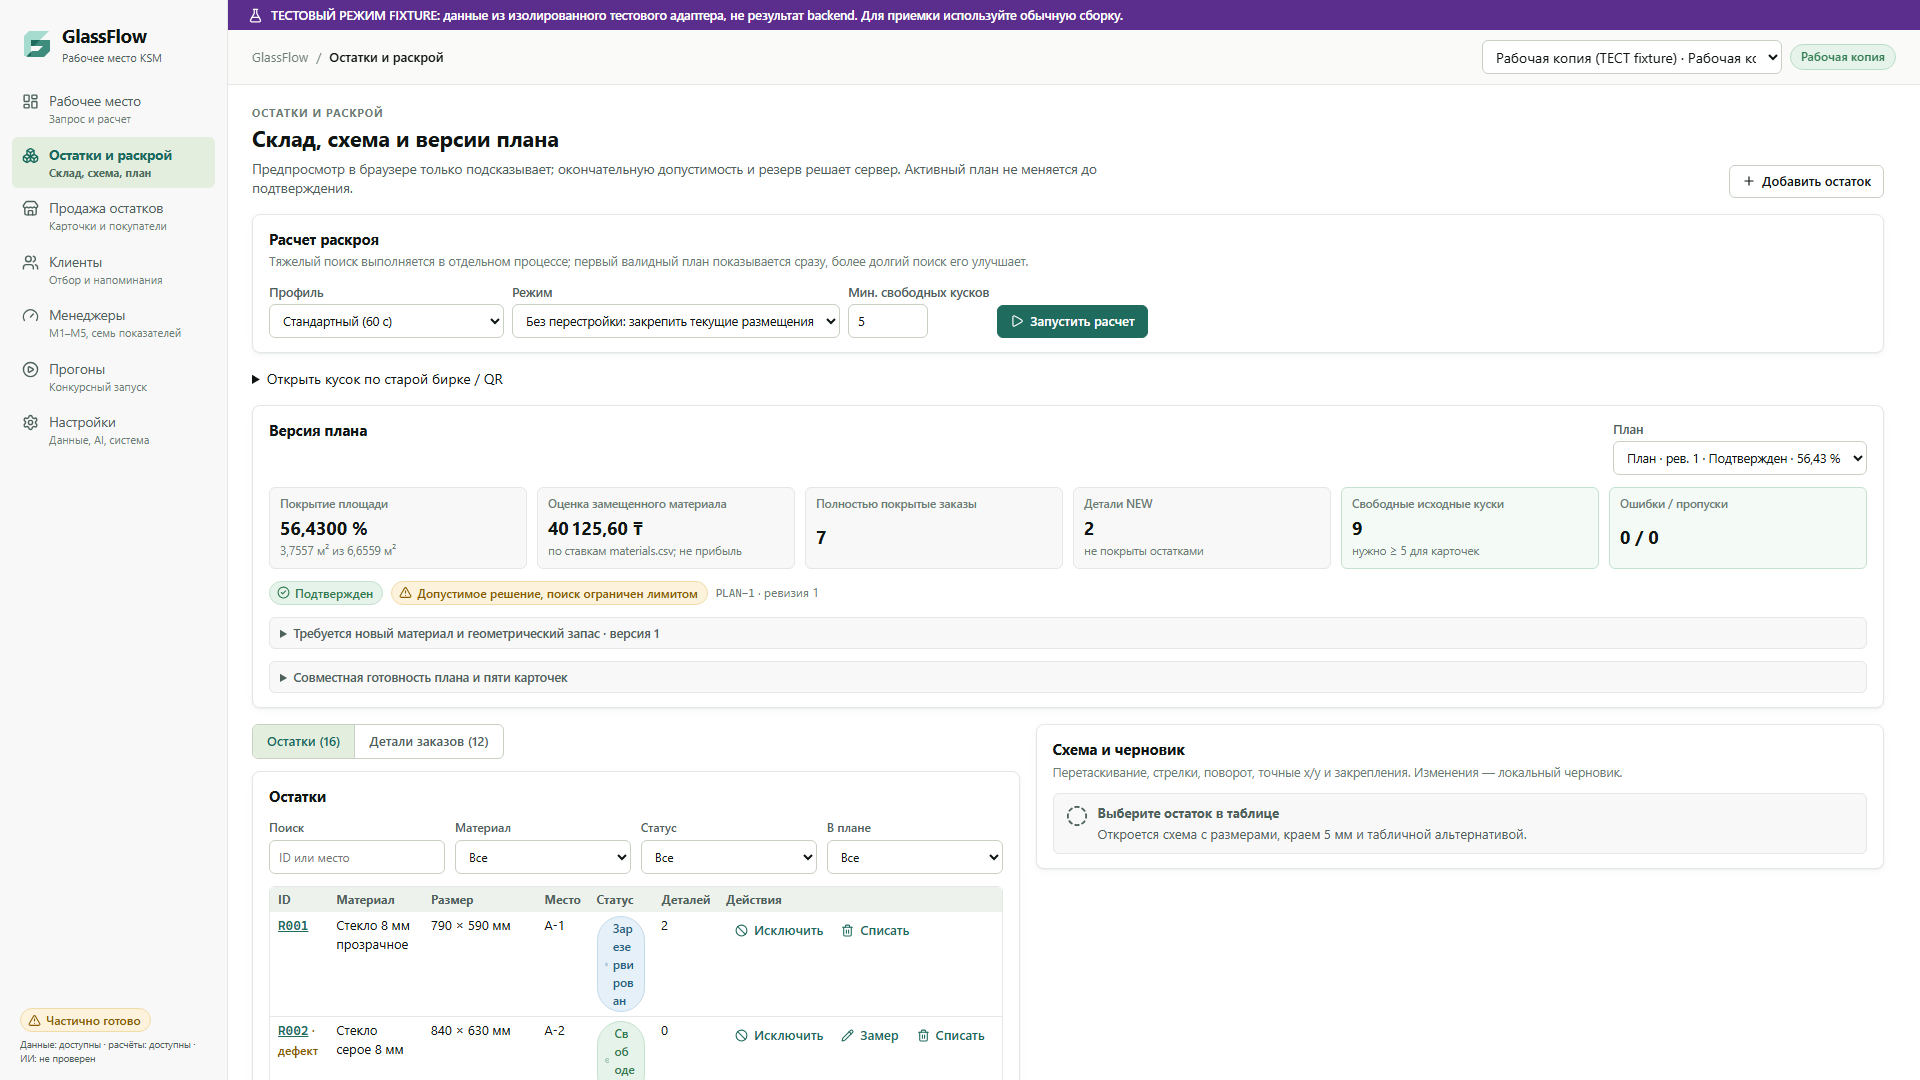 ТЕСТОВЫЙ РЕЖИМ FIXTURE: данные из изолированного тестового адаптера, не результат backend. Для приемки используйте обычную сборку.
GlassFlow
Рабочее место KSM
Рабочее место
Запрос и расчет
Остатки и раскрой
Склад, схема, план
Продажа остатков
Карточки и покупатели
Клиенты
Отбор и напоминания
Менеджеры
М1–М5, семь показателей
Прогоны
Конкурсный запуск
Настройки
Данные, AI, система
Частично готово
Данные: доступны · расчёты: доступны ·
ИИ: не проверен
GlassFlow / Остатки и раскрой
Рабочая копия (ТЕСТ fixture) · Рабочая кс
Рабочая копия
ОСТАТКИ И РАСКРОЙ
Склад, схема и версии плана
Предпросмотр в браузере только подсказывает; окончательную допустимость и резерв решает сервер. Активный план не меняется до
подтверждения.
Добавить остаток
Расчет раскроя
Тяжелый поиск выполняется в отдельном процессе; первый валидный план показывается сразу, более долгий поиск его улучшает.
Профиль Режим Мин. свободных кусков
Стандартный (60 с) Без перестройки: закрепить текущие размещения 5 Запустить расчет
Открыть кусок по старой бирке / QR
Версия плана
План
План · рев. 1 · Подтвержден · 56,43 %
Покрытие площади
56,4300 %
3,7557 м² из 6,6559 м²
Оценка замещенного материала
40 125,60 ₸
по ставкам materials.csv; не прибыль
Полностью покрытые заказы
7
Детали NEW
2
не покрыты остатками
Свободные исходные куски
9
нужно ≥ 5 для карточек
Ошибки / пропуски
0 / 0
Подтвержден Допустимое решение, поиск ограничен лимитом PLAN-1 · ревизия 1
Требуется новый материал и геометрический запас · версия 1
Совместная готовность плана и пяти карточек
Остатки (16) Детали заказов (12)
Остатки
Поиск Материал Статус В плане
ID или место Все Все Все
ID Материал Размер Место Статус Деталей Действия
R001 Стекло 8 мм прозрачное 790 × 590 мм A-1 Зарезервирован 2 Исключить Списать
R002 · дефект Стекло серое 8 мм 840 × 630 мм A-2 Свободе 0 Исключить Замер Списать
Схема и черновик
Перетаскивание, стрелки, поворот, точные x/y и закрепления. Изменения — локальный черновик.
Выберите остаток в таблице
Откроется схема с размерами, краем 5 мм и табличной альтернативой.